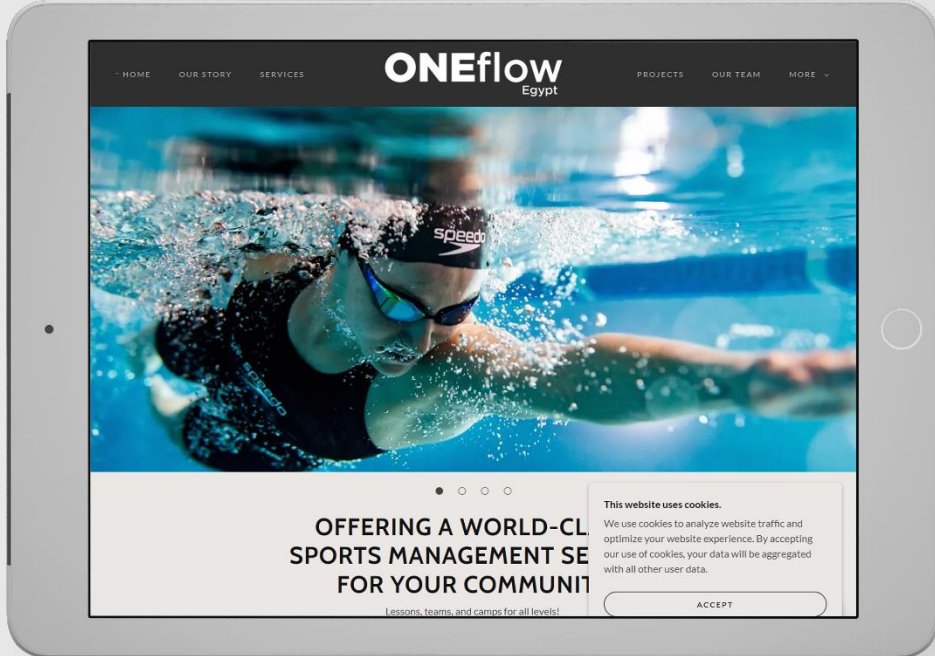 HOME OUR STORY SERVICES ONEflow PROJECTS OUR TEAM MORE
Egypt
speedo
speedo
OFFERING A WORLD-CL
SPORTS MANAGEMENT SE
FOR YOUR COMMUNIT
Lessons, teams, and camps for all levels!
This website uses cookies.
We use cookies to analyze website traffic and
optimize your website experience. By accepting
our use of cookies, your data will be aggregated
with all other user data.
ACCEPT